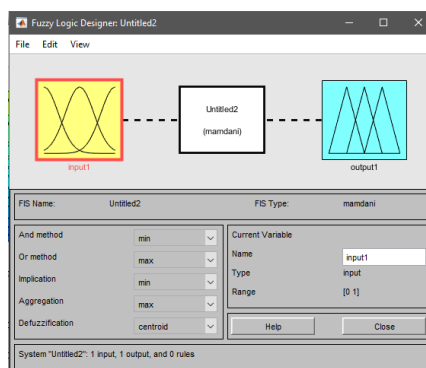 Fuzzy Logic Designer: Untitled2
File Edit View
Untitled2
(mamdani)
input1
output1
FIS Name: Untitled2 FIS Type: mamdani
And method min
Or method max
Implication min
Aggregation max
Defuzzification centroid
Current Variable
Name input1
Type input
Range [0 1]
Help Close
System "Untitled2": 1 input, 1 output, and 0 rules